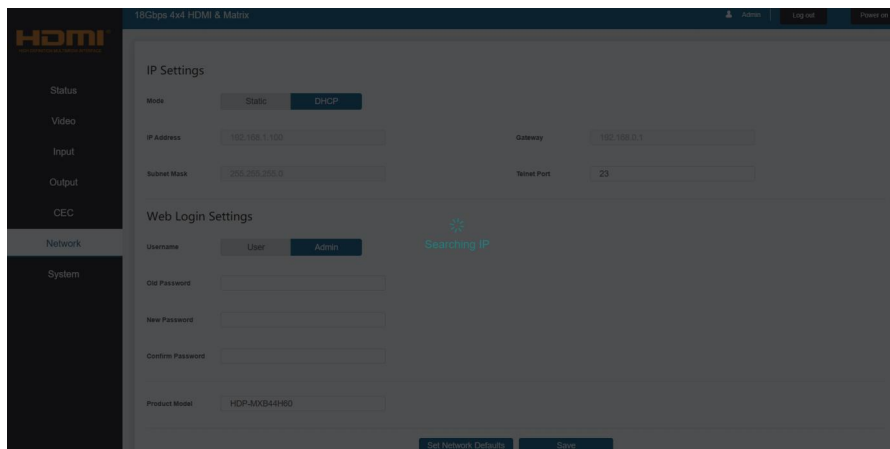 18Gbps 4x4 HDMI & Matrix
Admin
Log out
Power on
HDMI
Status
Video
Input
Output
CEC
Network
System
IP Settings
Mode
Static
DHCP
IP Address
192.168.1.100
Gateway
192.168.0.1
Subnet Mask
255.255.255.0
Telnet Port
23
Web Login Settings
Searching IP
Username
User
Admin
Old Password
New Password
Confirm Password
Product Model
HDP-MXB44H60
Set Network Defaults
Save